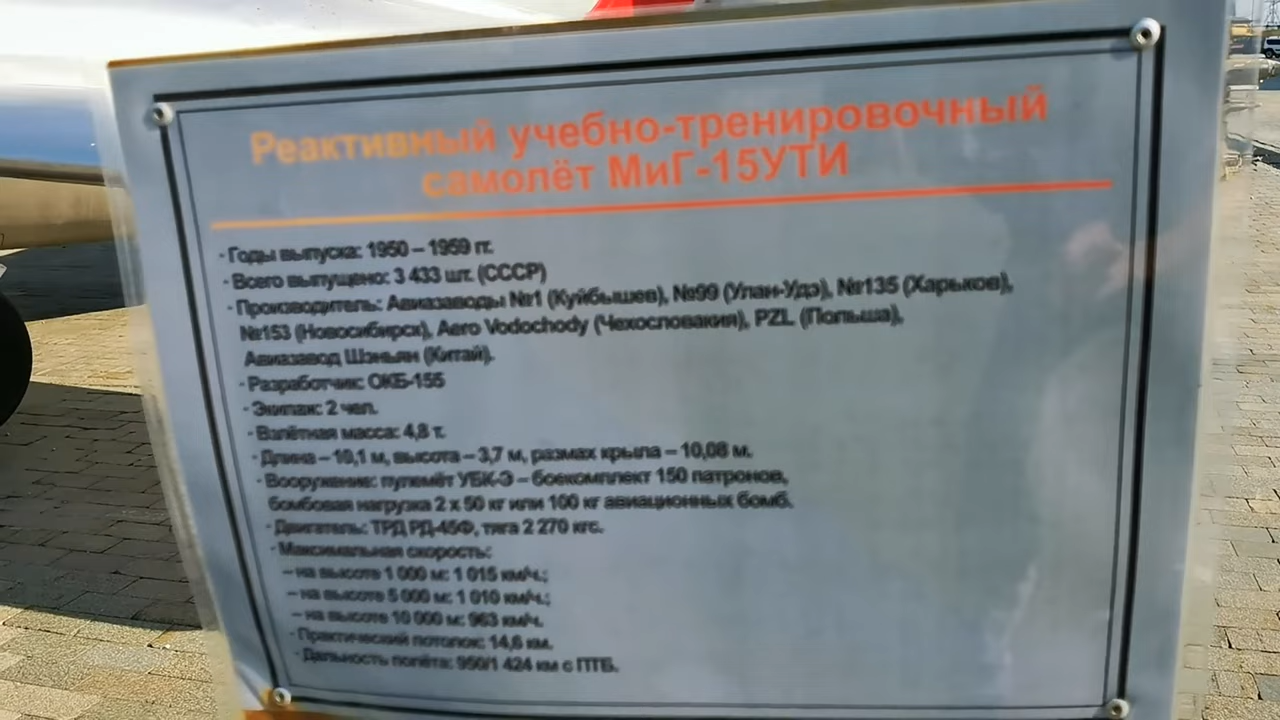 Реактивный учебно-тренировочный
самолёт МиГ-15УТИ
· Годы выпуска: 1950 – 1959 гг.
· Всего выпущено: 3 433 шт. (СССР)
· Производитель: Авиазаводы №1 (Куйбышев), №99 (Улан-Удэ), №135 (Харьков),
№153 (Новосибирск), Aero Vodochody (Чехословакия), PZL (Польша),
Авиазавод Шэньян (Китай).
· Разработчик: ОКБ-155
· Экипаж: 2 чел.
· Взлётная масса: 4,8 т.
· Длина – 10,1 м, высота – 3,7 м, размах крыла – 10,08 м.
· Вооружение: пулемёт УБК-Э – боекомплект 150 патронов,
бомбовая нагрузка 2 х 50 кг или 100 кг авиационных бомб.
· Двигатель: ТРД РД-45Ф, тяга 2 270 кгс.
· Максимальная скорость:
– на высоте 1 000 м: 1 015 км/ч.;
– на высоте 5 000 м: 1 010 км/ч.;
– на высоте 10 000 м: 963 км/ч.
· Практический потолок: 14,6 км.
· Дальность полёта: 950/1 424 км с ПТБ.